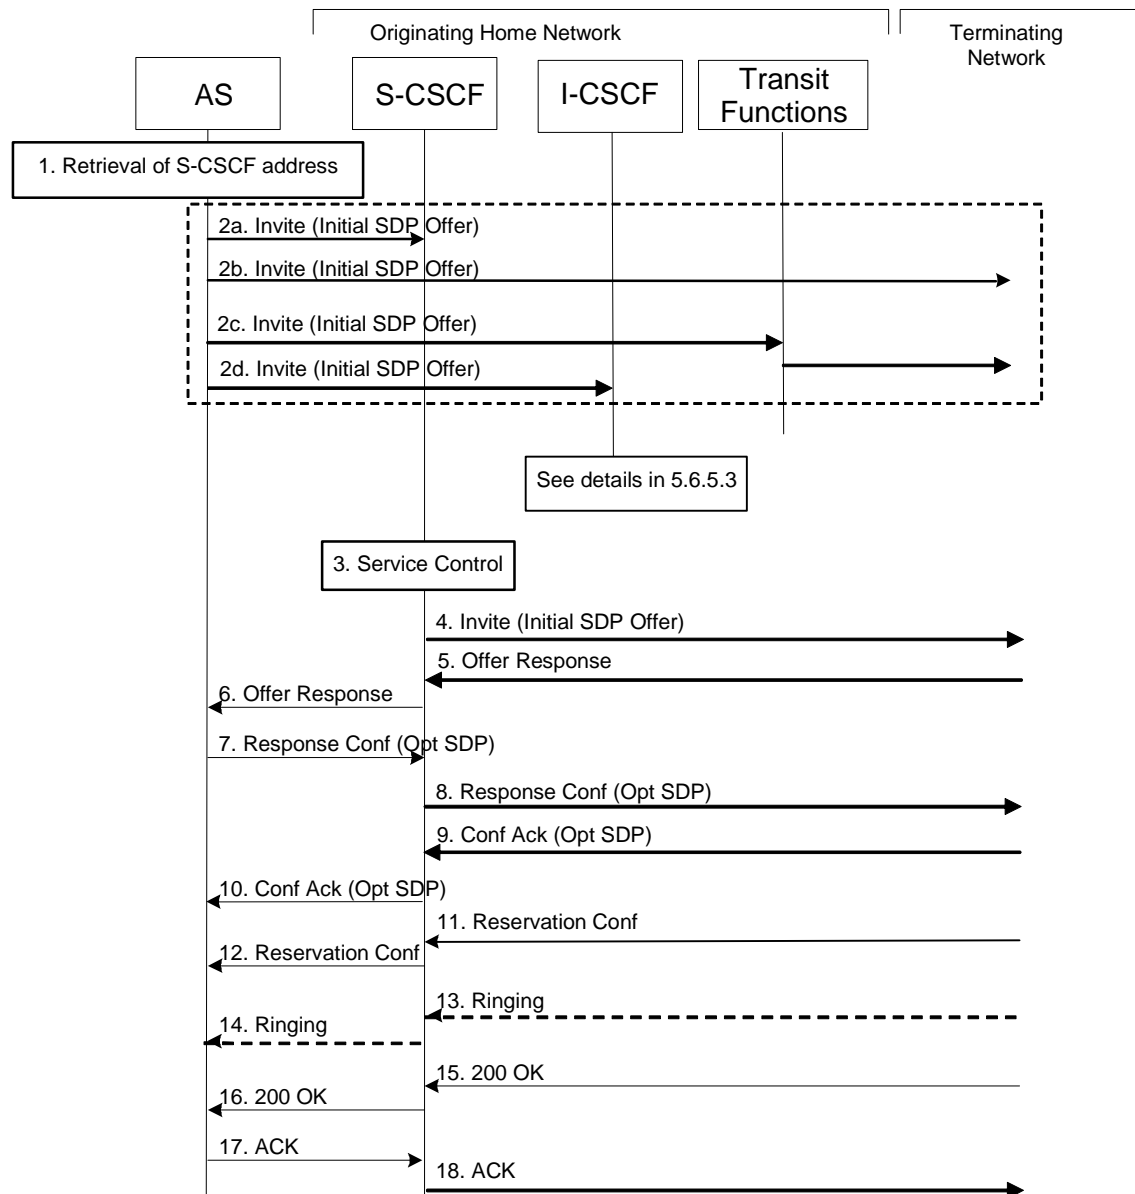 Originating Home Network
Terminating
Network
AS
S-CSCF
I-CSCF
Transit
Functions
1. Retrieval of S-CSCF address
2a. Invite (Initial SDP Offer)
2b. Invite (Initial SDP Offer)
2c. Invite (Initial SDP Offer)
2d. Invite (Initial SDP Offer)
See details in 5.6.5.3
3. Service Control
4. Invite (Initial SDP Offer)
5. Offer Response
6. Offer Response
7. Response Conf (Opt SDP)
8. Response Conf (Opt SDP)
9. Conf Ack (Opt SDP)
10. Conf Ack (Opt SDP)
11. Reservation Conf
12. Reservation Conf
13. Ringing
14. Ringing
15. 200 OK
16. 200 OK
17. ACK
18. ACK